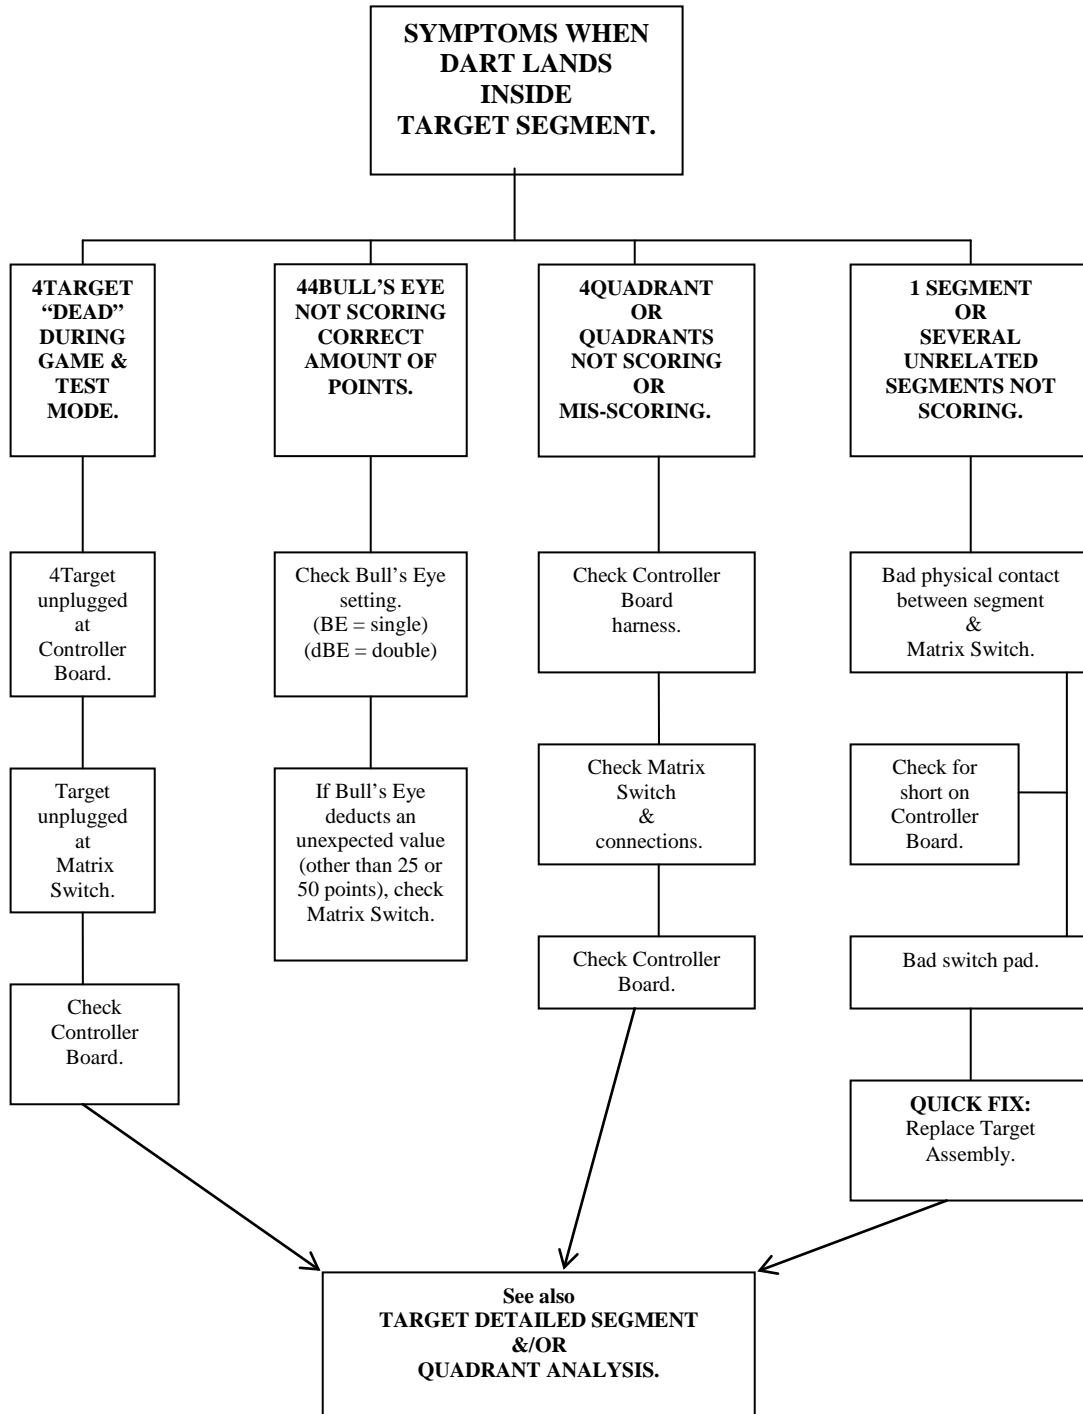 SYMPTOMS WHEN
DART LANDS
INSIDE
TARGET SEGMENT.
4TARGET
“DEAD”
DURING
GAME &
TEST
MODE.
44BULL’S EYE
NOT SCORING
CORRECT
AMOUNT OF
POINTS.
4QUADRANT
OR
QUADRANTS
NOT SCORING
OR
MIS-SCORING.
1 SEGMENT
OR
SEVERAL
UNRELATED
SEGMENTS NOT
SCORING.
4Target
unplugged
at
Controller
Board.
Check Bull’s Eye
setting.
(BE = single)
(dBE = double)
Check Controller
Board
harness.
Bad physical contact
between segment
&
Matrix Switch.
Target
unplugged
at
Matrix
Switch.
If Bull’s Eye
deducts an
unexpected value
(other than 25 or
50 points), check
Matrix Switch.
Check Matrix
Switch
&
connections.
Check for
short on
Controller
Board.
Check
Controller
Board.
Check Controller
Board.
Bad switch pad.
QUICK FIX:
Replace Target
Assembly.
See also
TARGET DETAILED SEGMENT
&/OR
QUADRANT ANALYSIS.